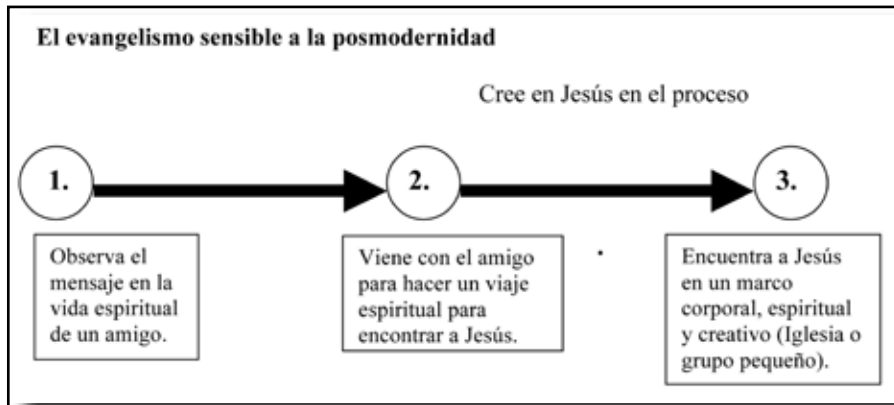 El evangelismo sensible a la posmodernidad
Cree en Jesús en el proceso
1.
2.
3.
Observa el
mensaje en la
vida espiritual
de un amigo.
Viene con el amigo
para hacer un viaje
espiritual para
encontrar a Jesús.
Encuentra a Jesús
en un marco
corporal, espiritual
y creativo (Iglesia o
grupo pequeño).